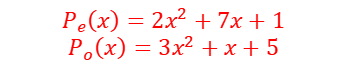 Pₑ(x) = 2x² + 7x + 1
Pₒ(x) = 3x² + x + 5